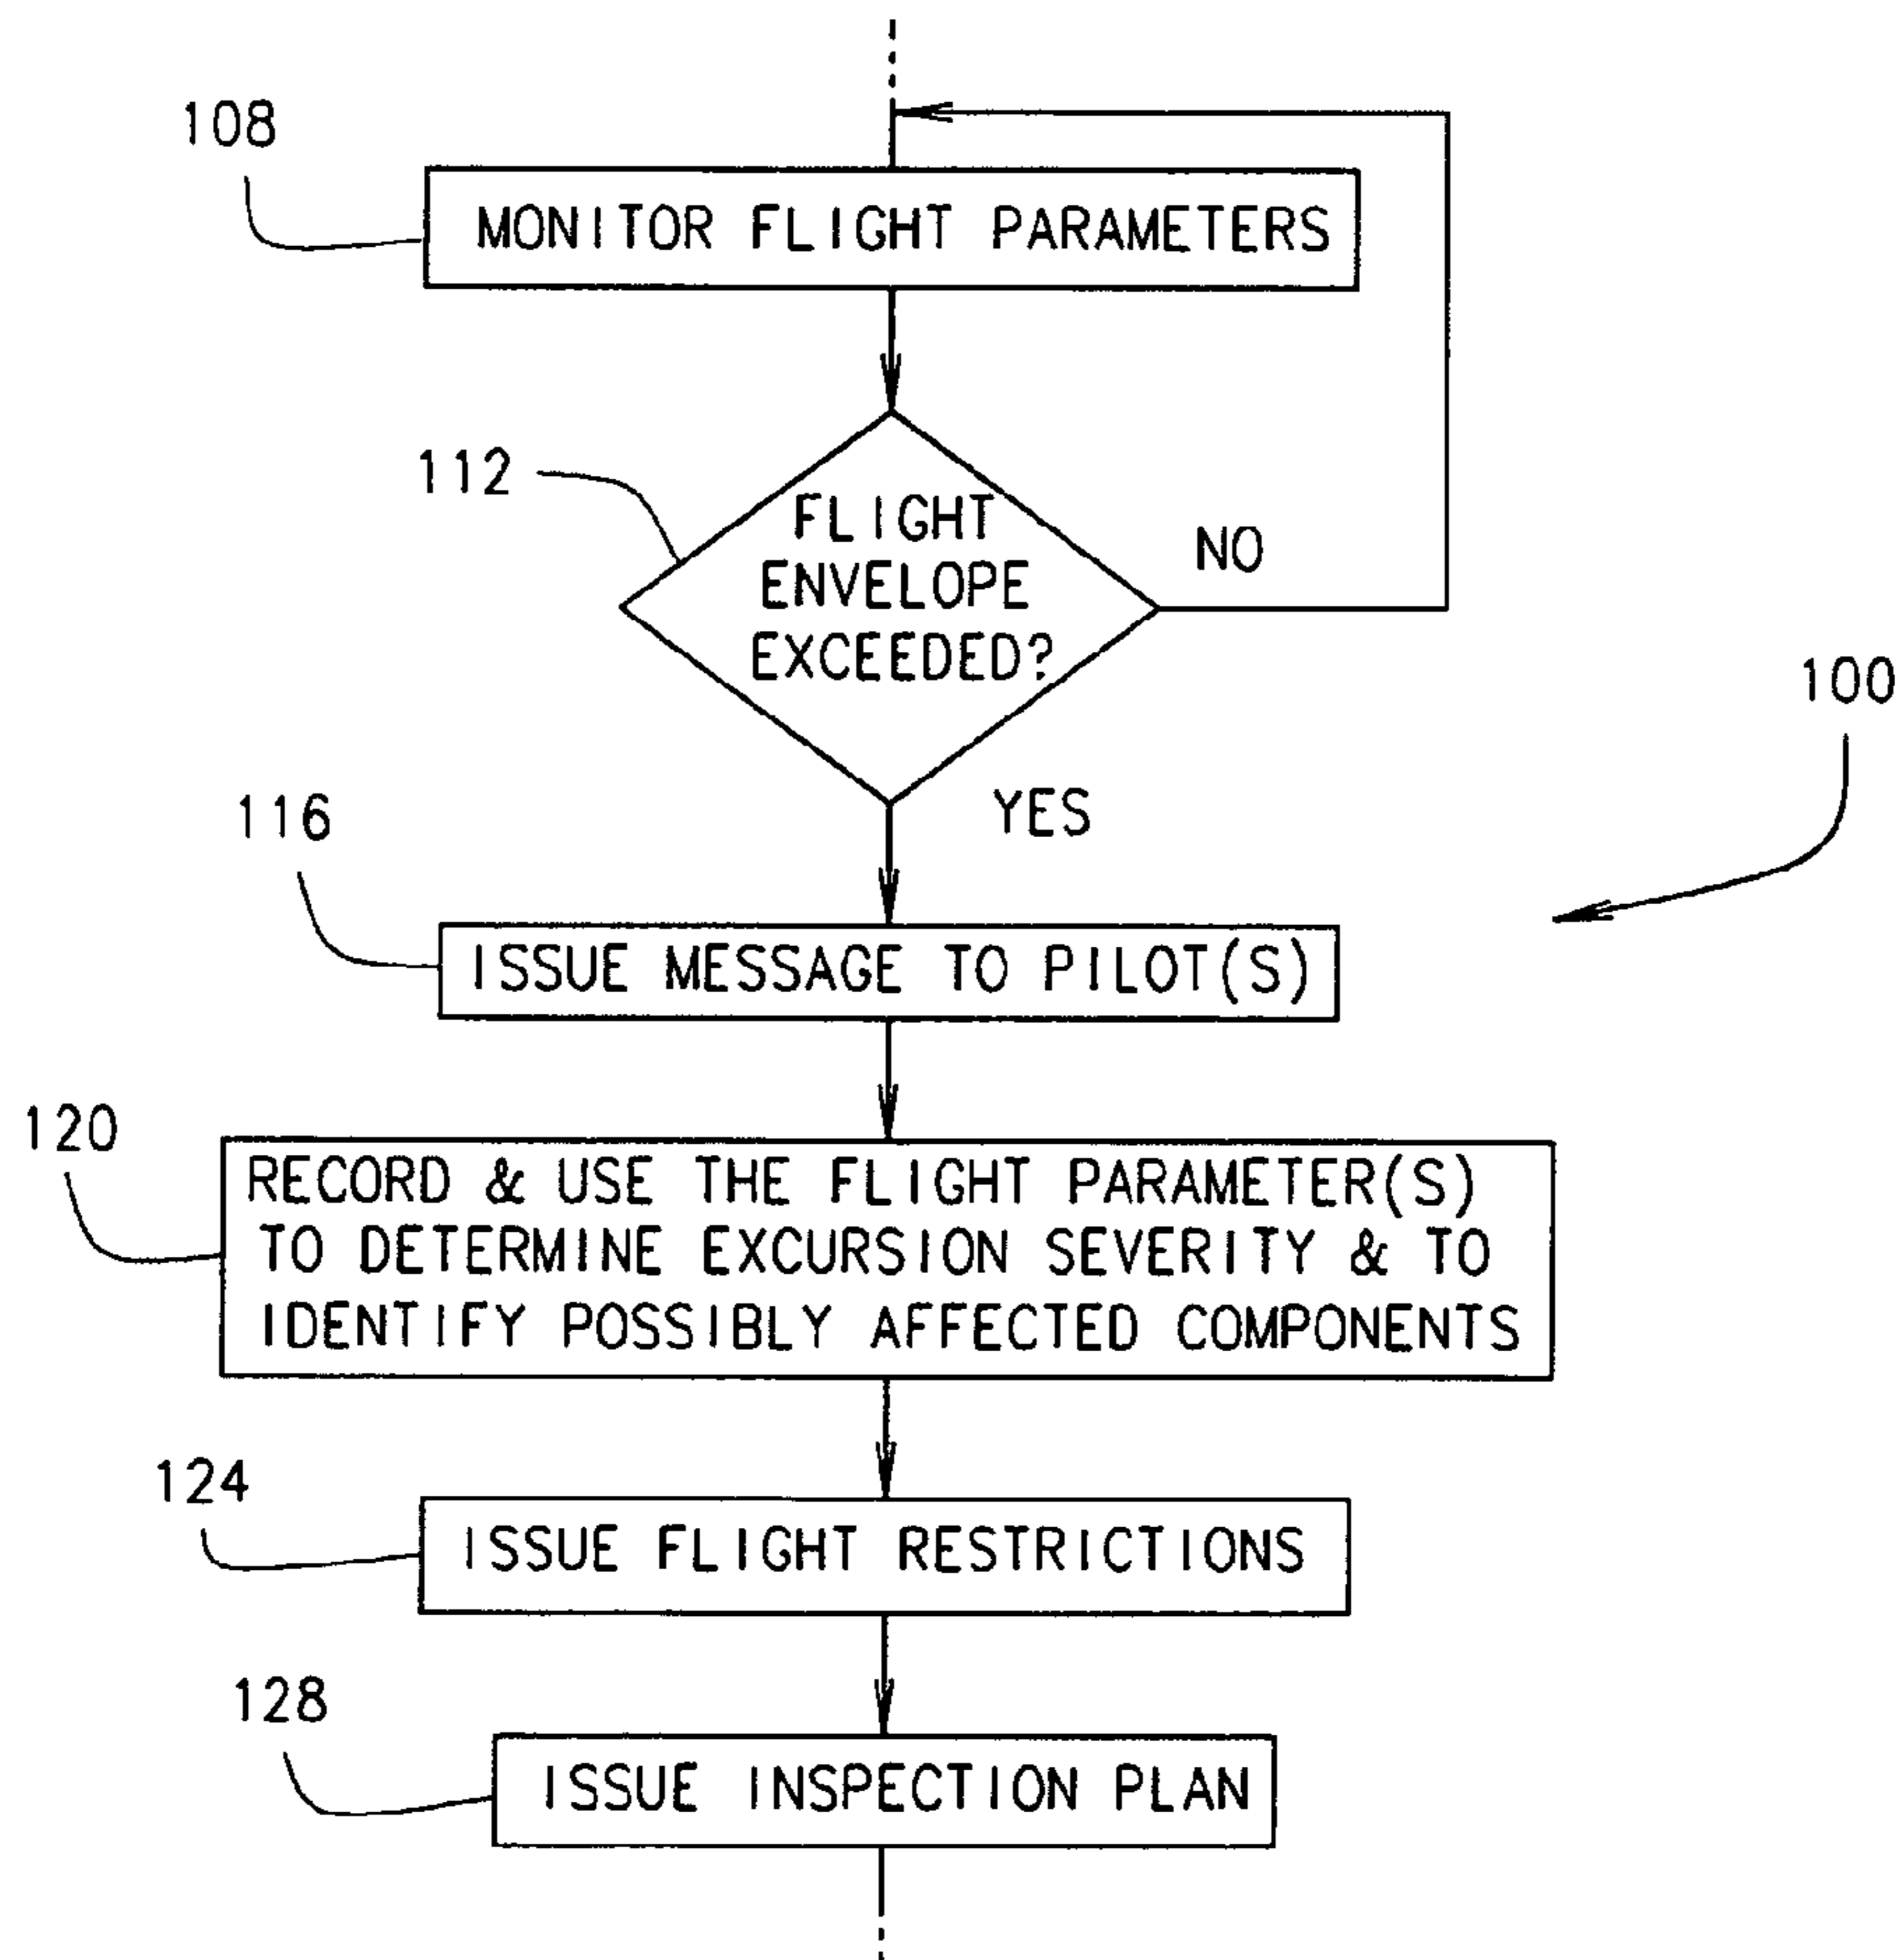 108
MONITOR FLIGHT PARAMETERS
112
FLIGHT
ENVELOPE
EXCEEDED?
NO
100
YES
116
ISSUE MESSAGE TO PILOT(S)
120
RECORD & USE THE FLIGHT PARAMETER(S)
TO DETERMINE EXCURSION SEVERITY & TO
IDENTIFY POSSIBLY AFFECTED COMPONENTS
124
ISSUE FLIGHT RESTRICTIONS
128
ISSUE INSPECTION PLAN